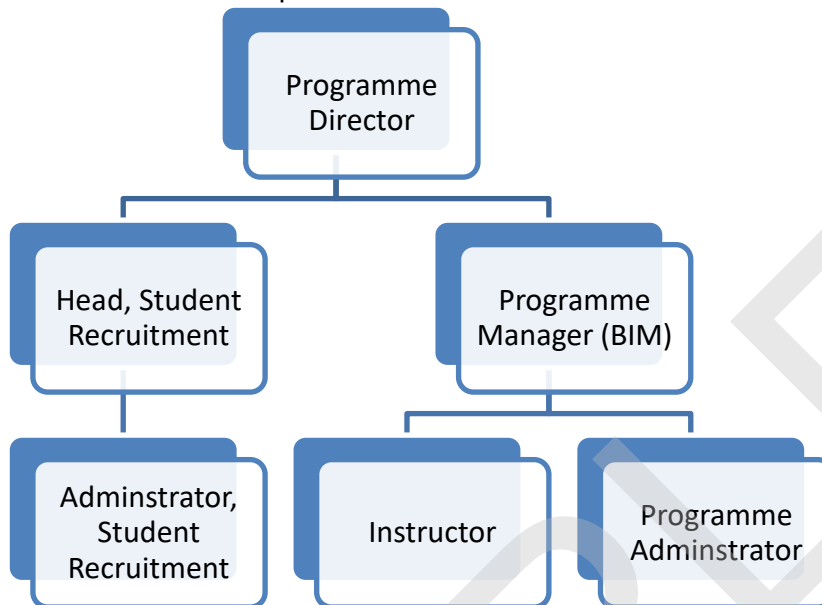 Programme
Director
Head, Student
Recruitment
Programme
Manager (BIM)
Adminstrator,
Student
Recruitment
Instructor
Programme
Adminstrator